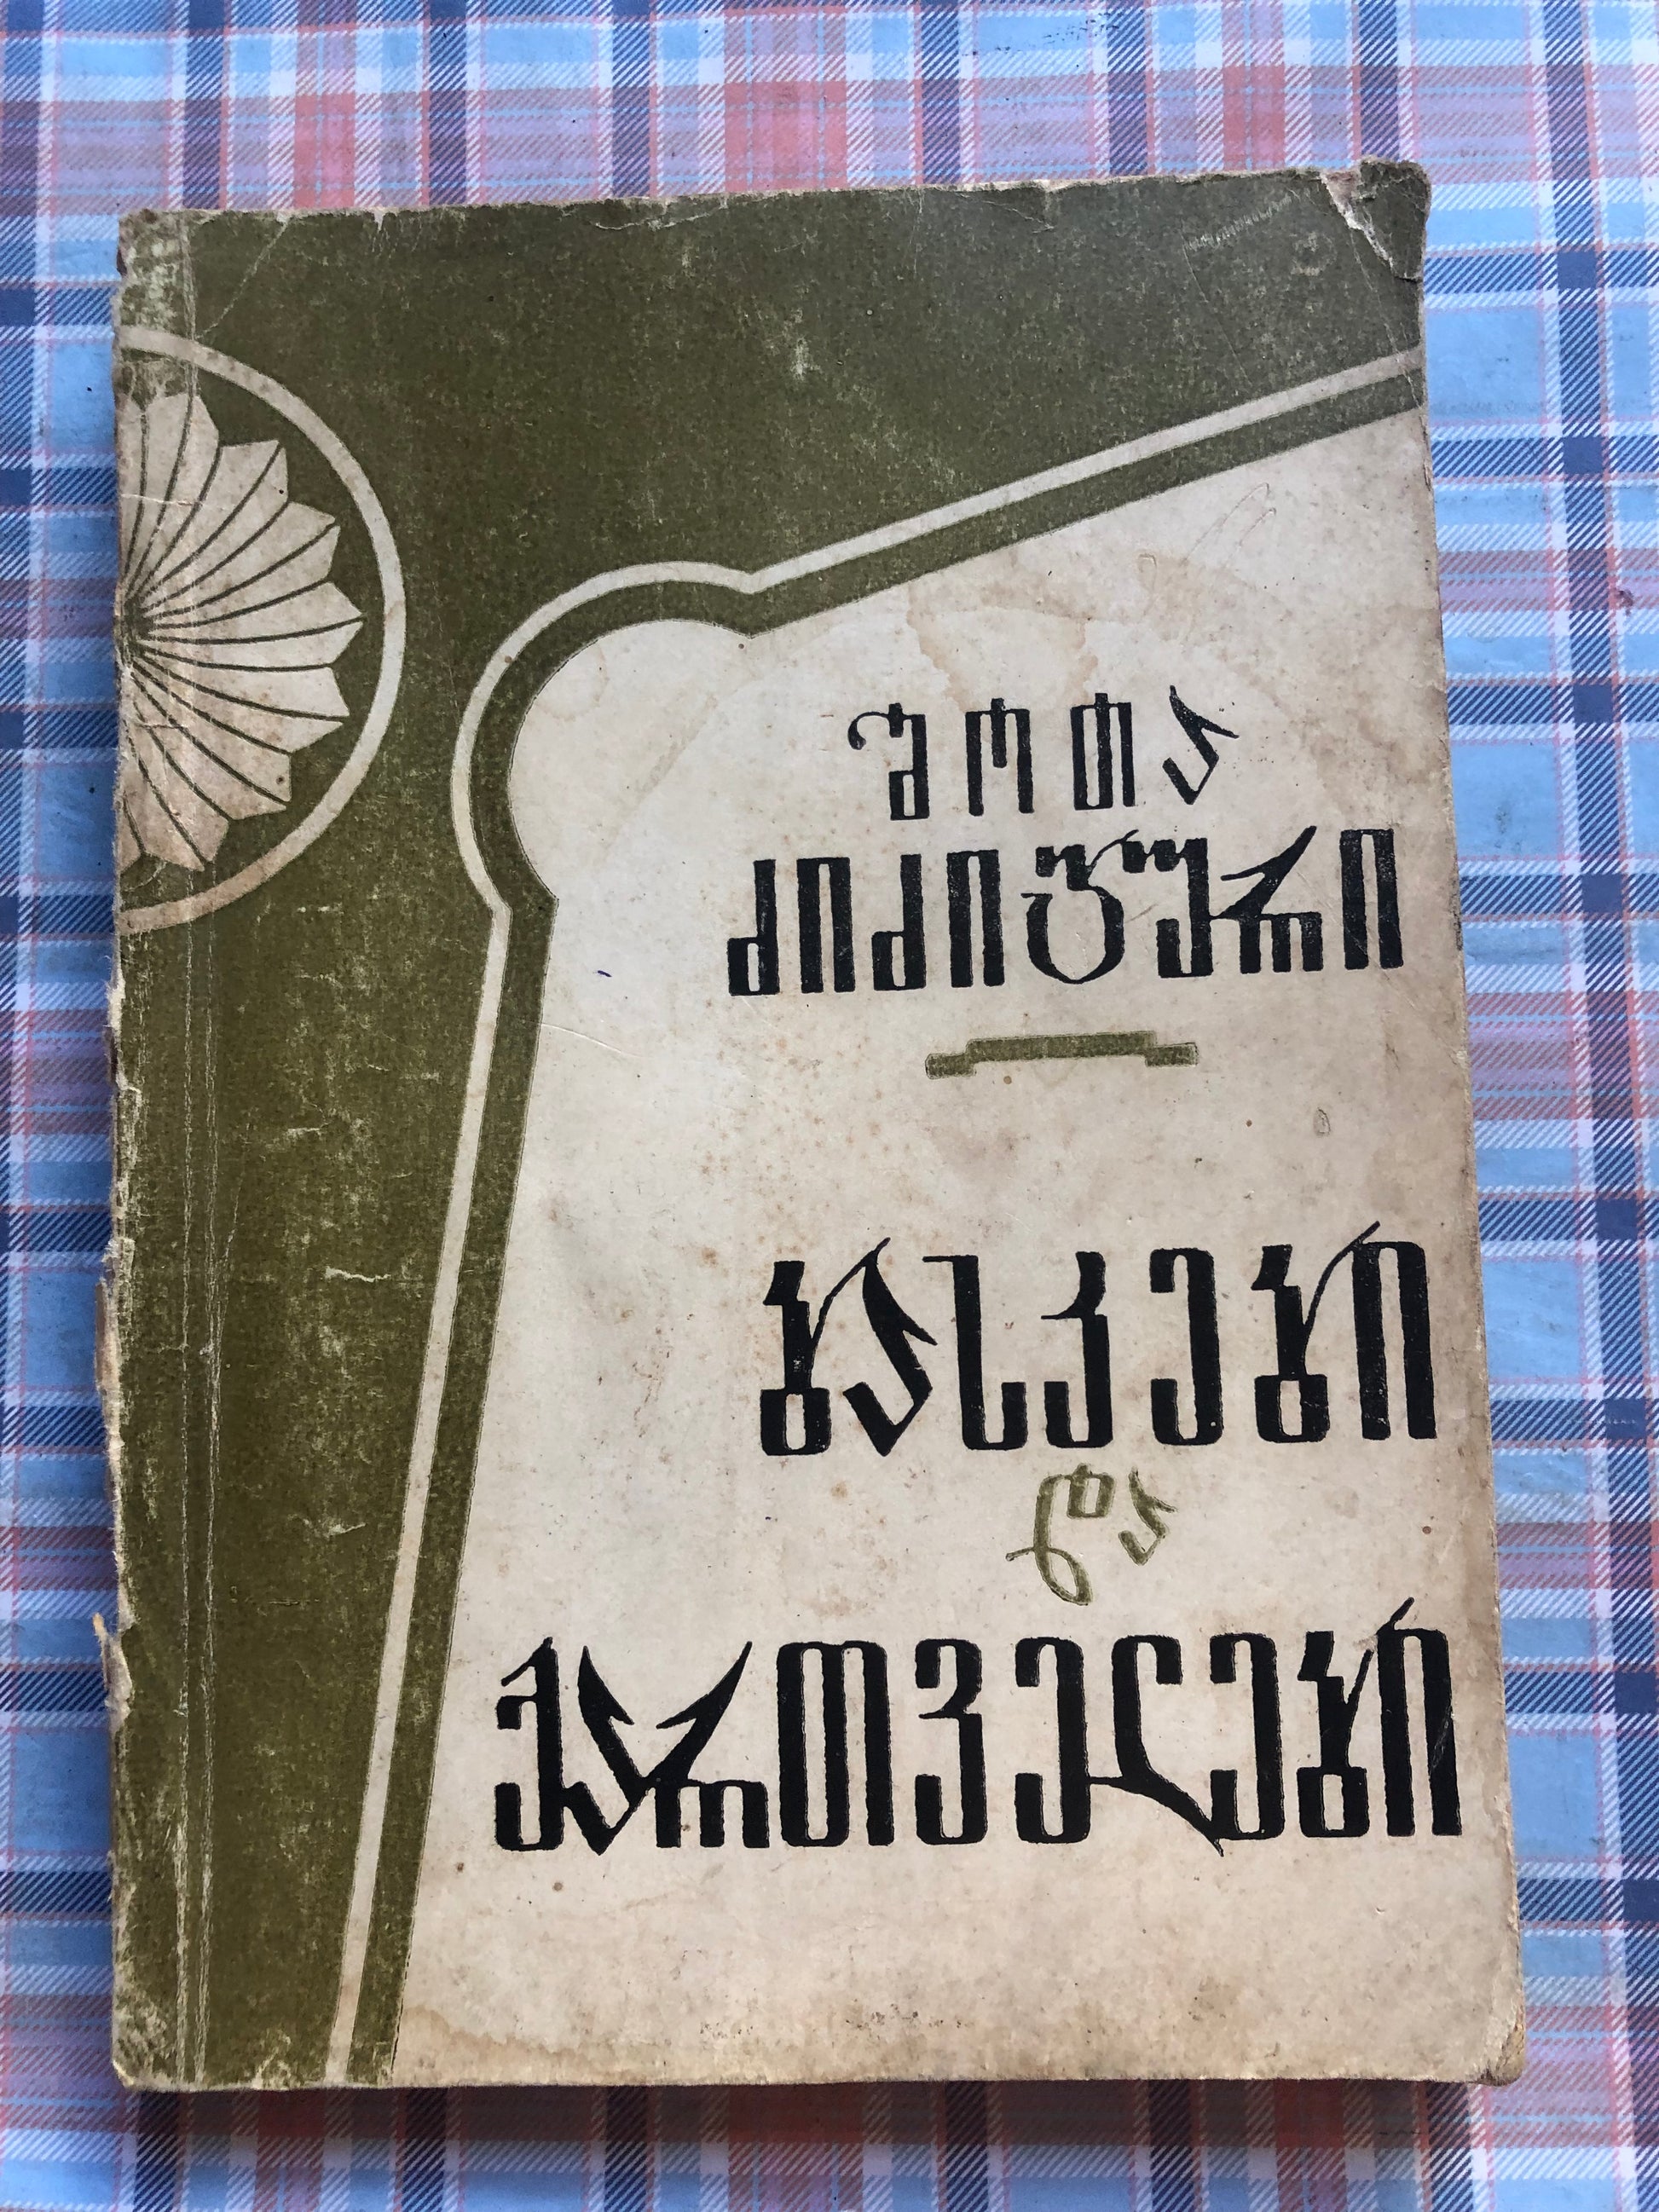 შოთა
ძიძიგური
ბასკები
და
ქართველები